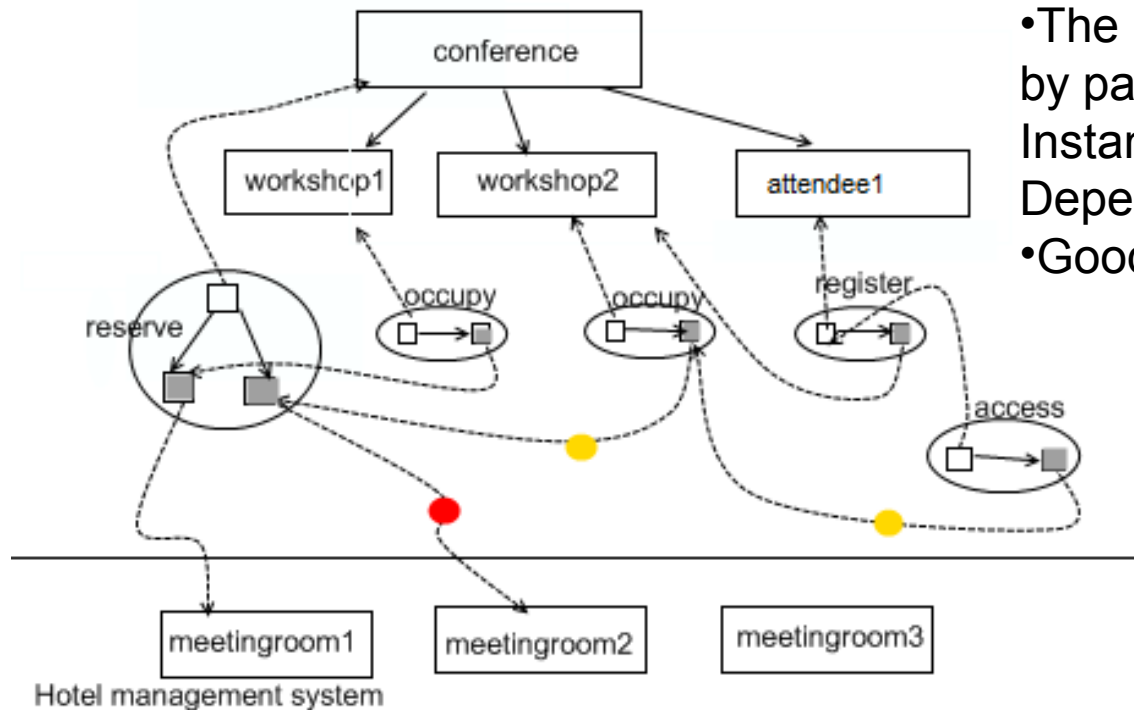 conference
•The
by pa
Instar
Depe
•Good
workshop1
workshop2
attendee1
reserve
occupy
occupy
register
access
meetingroom1
meetingroom2
meetingroom3
Hotel management system